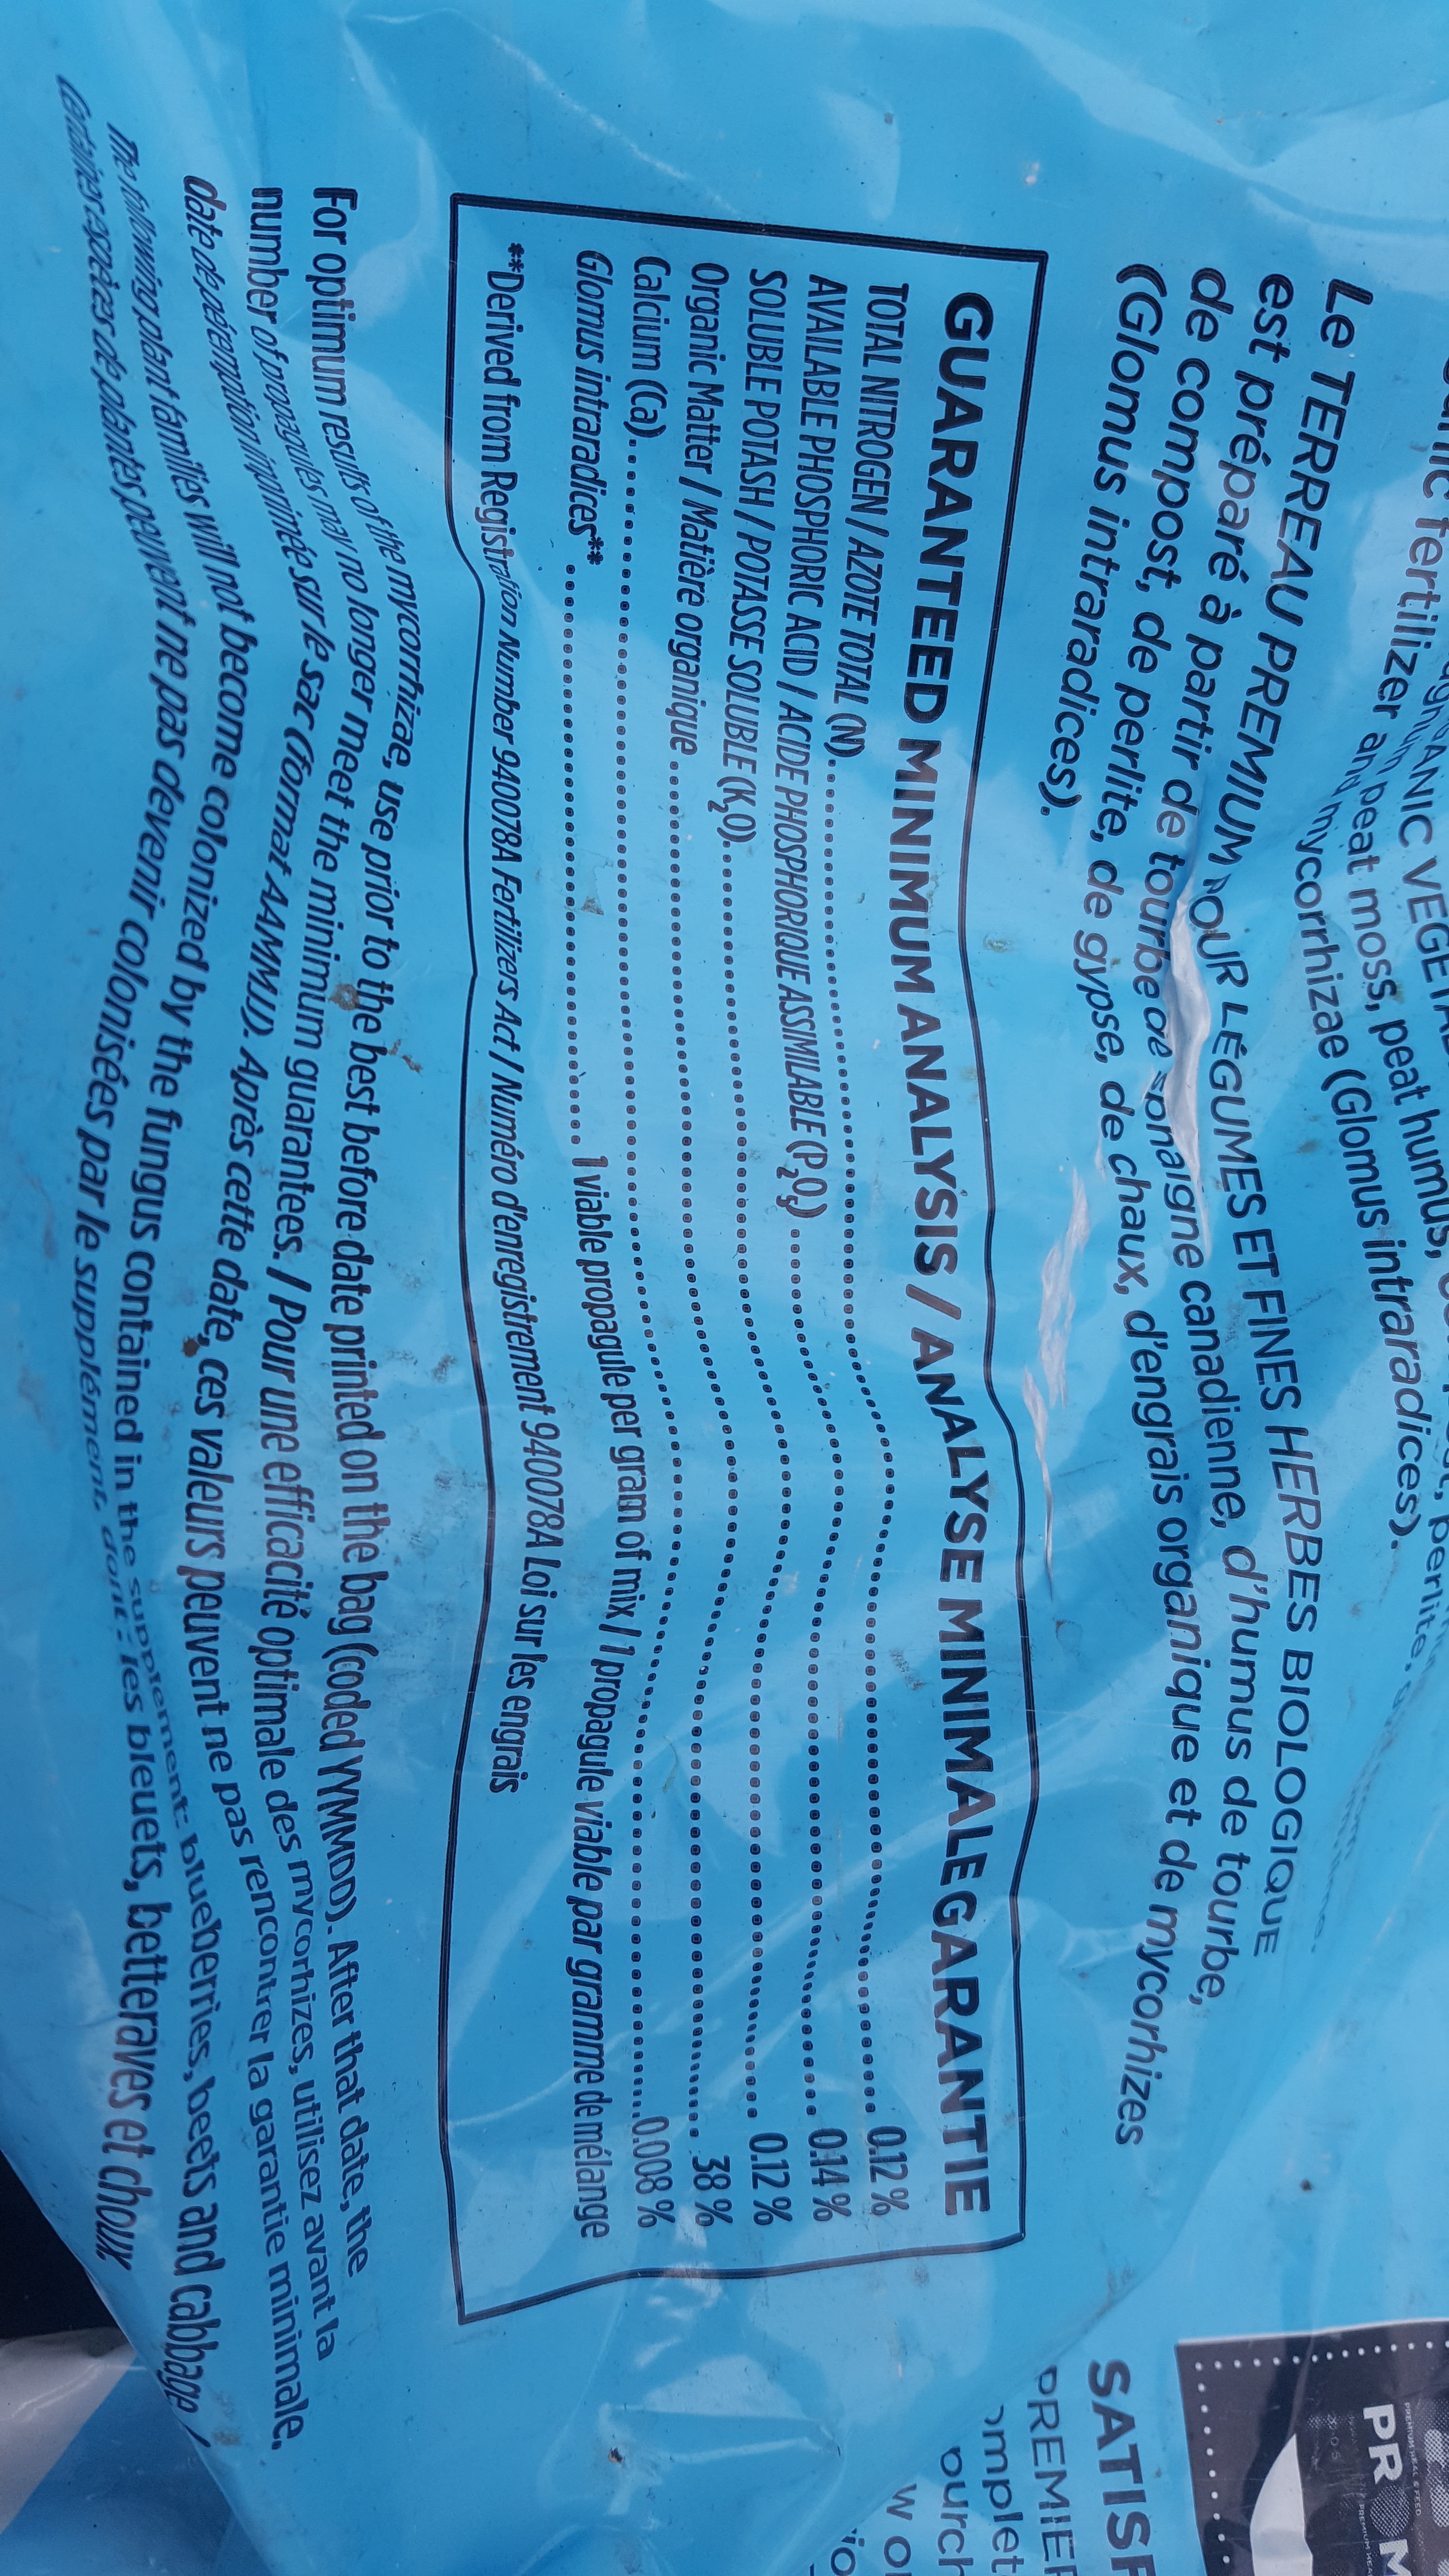 ANIC VEGETA
peat moss, peat humus,
fertilizer and mycorrhizae (Glomus intraradices).
Le TERREAU PREMIUM POUR LÉGUMES ET FINES HERBES BIOLOGIQUE
est préparé à partir de tourbe de sphaigne canadienne, d'humus de tourbe,
de compost, de perlite, de gypse, de chaux, d'engrais organique et de mycorhizes
(Glomus intraradices).
GUARANTEED MINIMUM ANALYSIS / ANALYSE MINIMALE GARANTIE
TOTAL NITROGEN / AZOTE TOTAL (N) 0.12 %
AVAILABLE PHOSPHORIC ACID / ACIDE PHOSPHORIQUE ASSIMILABLE (P₂O₅) 0.14 %
SOLUBLE POTASH / POTASSE SOLUBLE (K₂O) 0.12 %
Organic Matter / Matière organique 38 %
Calcium (Ca) 0.008 %
Glomus intraradices** 1 viable propagule per gram of mix / 1 propagule viable par gramme de mélange
**Derived from Registration Number 940078A Fertilizers Act / Numéro d'enregistrement 940078A Loi sur les engrais
For optimum results of the mycorrhizae, use prior to the best before date printed on the bag (coded YYMMDD). After that date, the
number of propagules may no longer meet the minimum guarantees. / Pour une efficacité optimale des mycorhizes, utilisez avant la
date de péremption imprimée sur le sac (format AAMMJJ). Après cette date, ces valeurs peuvent ne pas rencontrer la garantie minimale.
The following plant families will not become colonized by the fungus contained in the supplement: blueberries, beets and cabbage /
Certaines espèces de plantes peuvent ne pas devenir colonisées par le supplément, dont : les bleuets, betteraves et choux
SATISF
PREMIER
omplet
ourch
w o
PR M